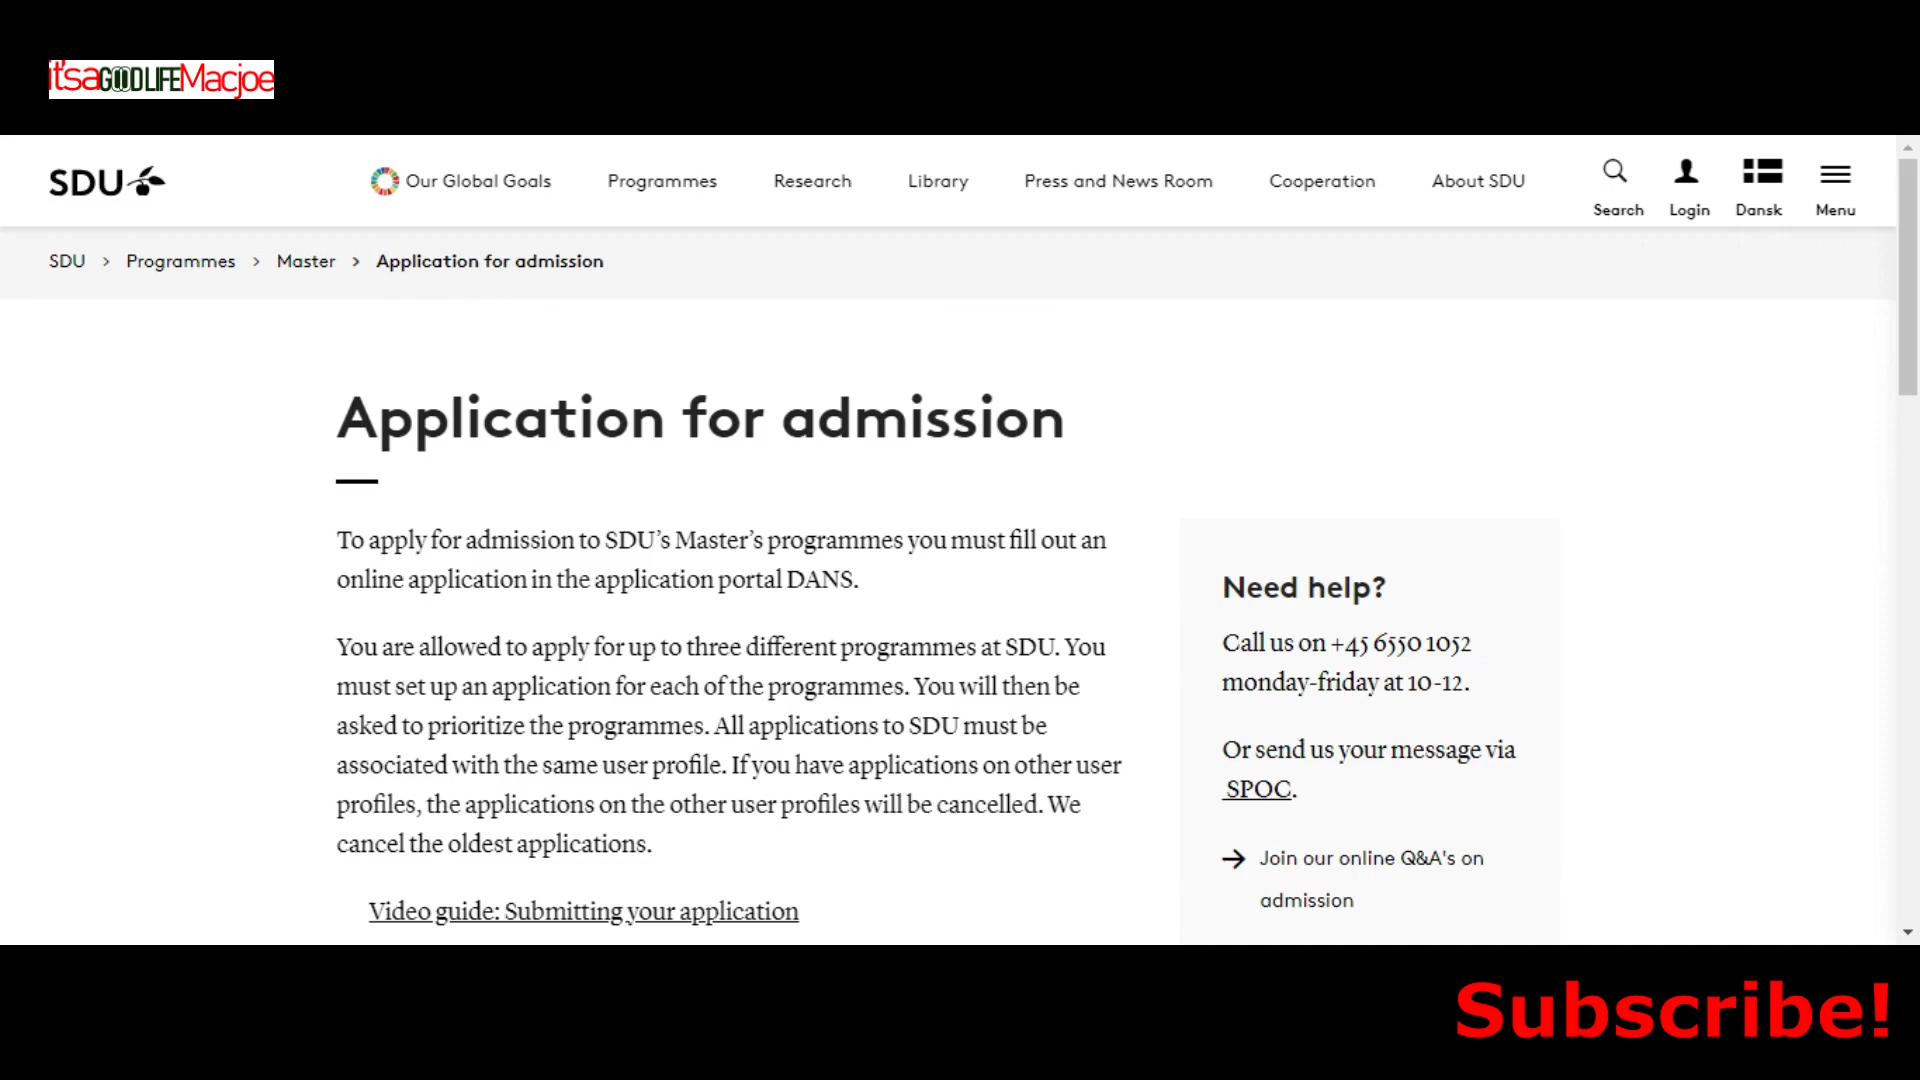 it'saGOODLIFEMacjoe
SDU
Our Global Goals
Programmes
Research
Library
Press and News Room
Cooperation
About SDU
Search
Login
Dansk
Menu
SDU > Programmes > Master > Application for admission
Application for admission
To apply for admission to SDU’s Master’s programmes you must fill out an
online application in the application portal DANS.
You are allowed to apply for up to three different programmes at SDU. You
must set up an application for each of the programmes. You will then be
asked to prioritize the programmes. All applications to SDU must be
associated with the same user profile. If you have applications on other user
profiles, the applications on the other user profiles will be cancelled. We
cancel the oldest applications.
Video guide: Submitting your application
Need help?
Call us on +45 6550 1052
monday-friday at 10-12.
Or send us your message via
SPOC.
→ Join our online Q&A's on
admission
Subscribe!